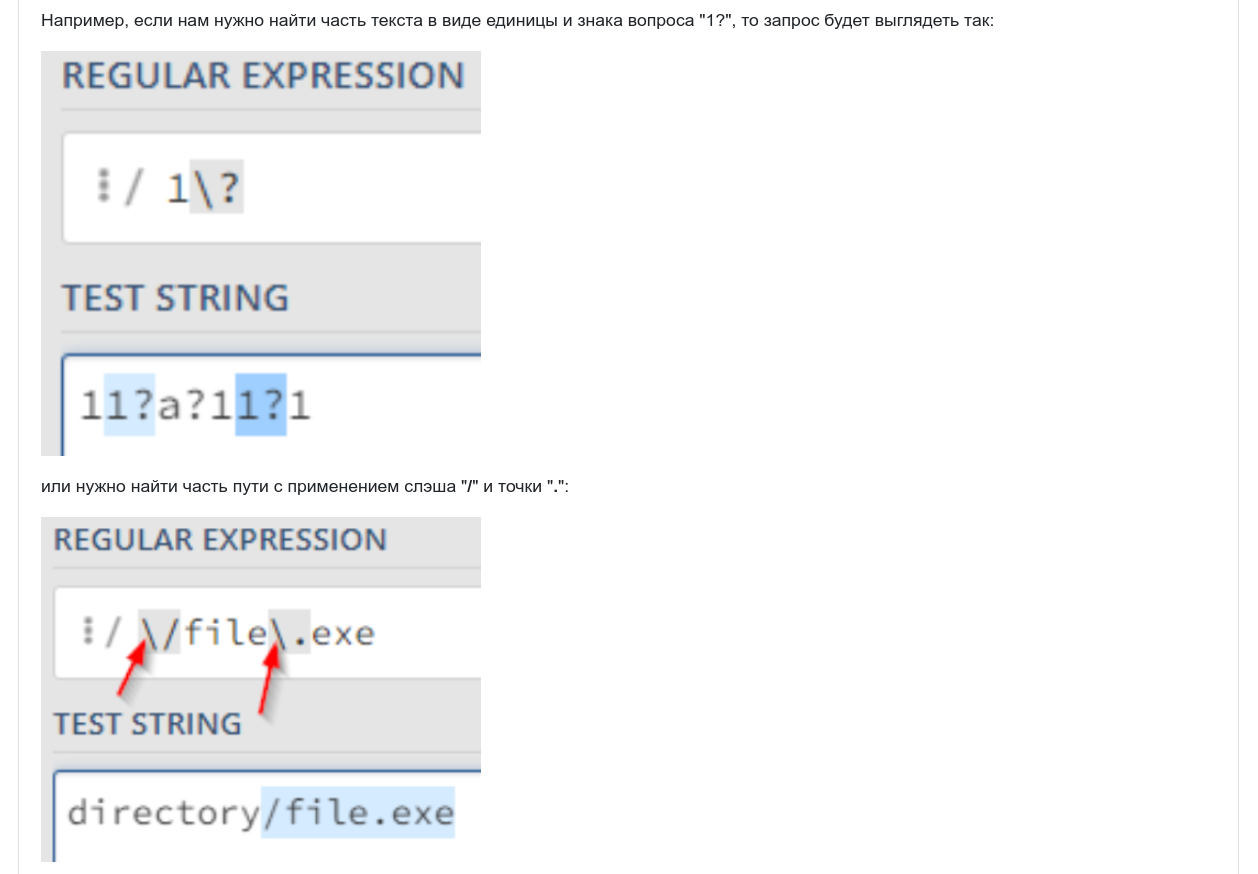 Например, если нам нужно найти часть текста в виде единицы и знака вопроса "1?", то запрос будет выглядеть так:
REGULAR EXPRESSION
/ 1\?
TEST STRING
11?a?11?1
или нужно найти часть пути с применением слэша "/" и точки ".":
REGULAR EXPRESSION
/ \/file\.exe
TEST STRING
directory/file.exe